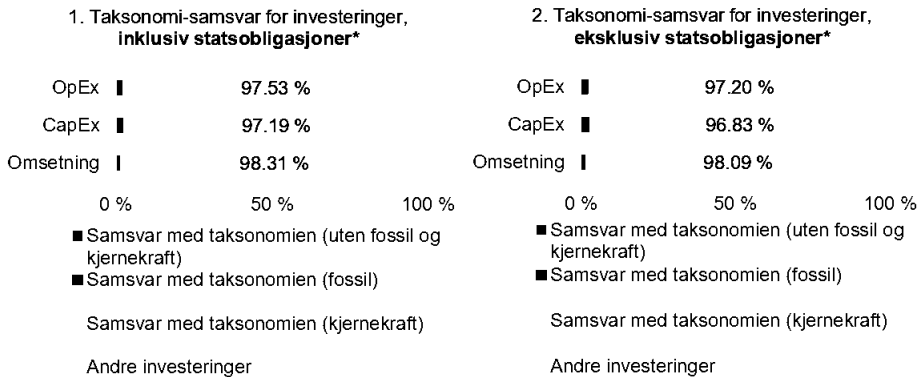 1. Taksonomi-samsvar for investeringer,
inklusiv statsobligasjoner*
OpEx 97.53 %
CapEx 97.19 %
Omsetning 98.31 %
0 % 50 % 100 %
Samsvar med taksonomien (uten fossil og
kjernekraft)
Samsvar med taksonomien (fossil)
Samsvar med taksonomien (kjernekraft)
Andre investeringer
2. Taksonomi-samsvar for investeringer,
eksklusiv statsobligasjoner*
OpEx 97.20 %
CapEx 96.83 %
Omsetning 98.09 %
0 % 50 % 100 %
Samsvar med taksonomien (uten fossil og
kjernekraft)
Samsvar med taksonomien (fossil)
Samsvar med taksonomien (kjernekraft)
Andre investeringer